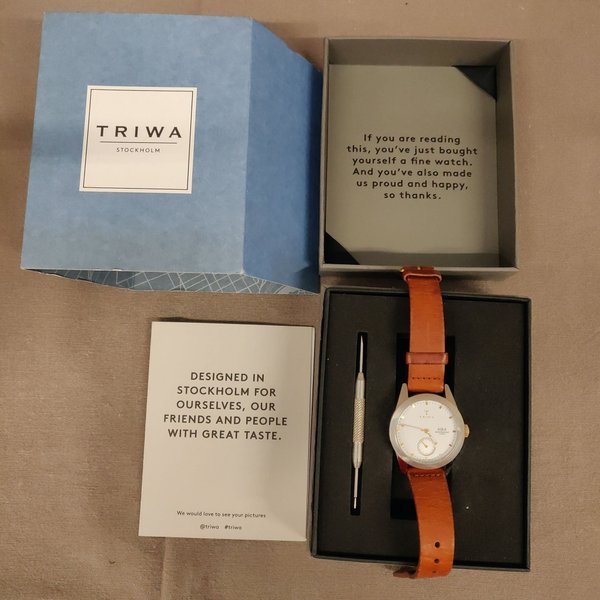 TRIWA
STOCKHOLM
If you are reading
this, you've just bought
yourself a fine watch.
And you've also made
us proud and happy,
so thanks.
DESIGNED IN
STOCKHOLM FOR
OURSELVES, OUR
FRIENDS AND PEOPLE
WITH GREAT TASTE.
We would love to see your pictures
@triwa #triwa
TRIWA